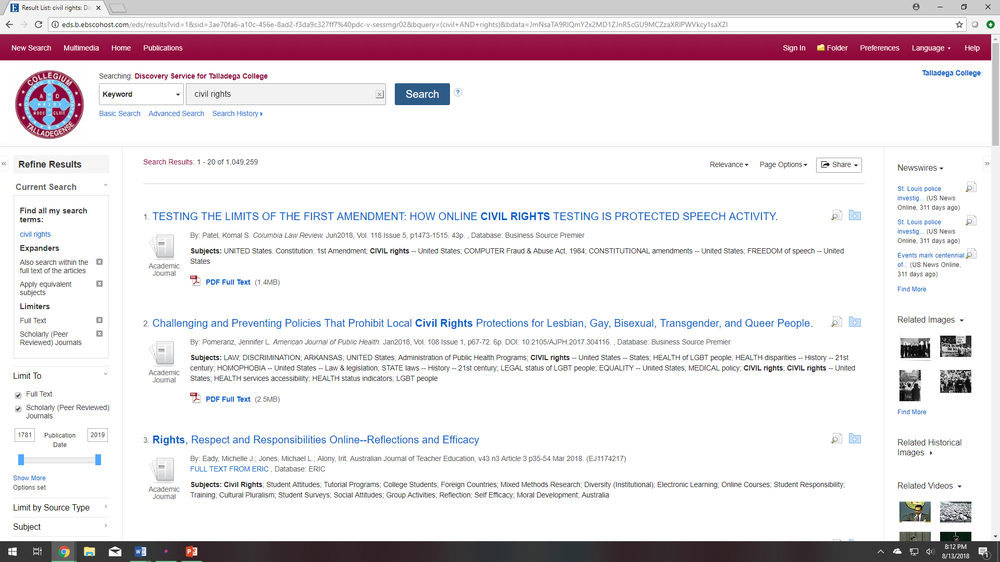 Result List: civil rights: Dis
eds.b.ebscohost.com/eds/results?vid=1&sid=3ae70fa6-a10c-456e-8ad2-f3da9c327ff7%40pdc-v-sessmgr02&bquery=(civil+AND+rights)&bdata=JmNsaTA9RlQmY2x2MD1ZJnR5cGU9MCZzaXRlPWVkcy1saXZl
New Search Multimedia Home Publications Sign In Folder Preferences Language Help
COLLEGIUM
TALLADEGENSE
A D
MDCC CLXIX
Searching: Discovery Service for Talladega College
Talladega College
Keyword civil rights Search ?
Basic Search Advanced Search Search History
Refine Results
Current Search
Find all my search
terms:
civil rights
Expanders
Also search within the
full text of the articles
Apply equivalent
subjects
Limiters
Full Text
Scholarly (Peer
Reviewed) Journals
Limit To
Full Text
Scholarly (Peer Reviewed)
Journals
1781 Publication 2019
Date
Show More
Options set
Limit by Source Type
Subject
Search Results: 1 - 20 of 1,049,259
Relevance Page Options Share
1. TESTING THE LIMITS OF THE FIRST AMENDMENT: HOW ONLINE CIVIL RIGHTS TESTING IS PROTECTED SPEECH ACTIVITY.
By: Patel, Komal S. Columbia Law Review. Jun2018, Vol. 118 Issue 5, p1473-1515. 43p. , Database: Business Source Premier
Subjects: UNITED States. Constitution. 1st Amendment; CIVIL rights -- United States; COMPUTER Fraud & Abuse Act, 1984; CONSTITUTIONAL amendments -- United States; FREEDOM of speech -- United
States
Academic
Journal
PDF Full Text (1.4MB)
2. Challenging and Preventing Policies That Prohibit Local Civil Rights Protections for Lesbian, Gay, Bisexual, Transgender, and Queer People.
By: Pomeranz, Jennifer L. American Journal of Public Health. Jan2018, Vol. 108 Issue 1, p67-72. 6p. DOI: 10.2105/AJPH.2017.304116. , Database: Business Source Premier
Subjects: LAW; DISCRIMINATION; ARKANSAS; UNITED States; Administration of Public Health Programs; CIVIL rights -- United States -- States; HEALTH of LGBT people; HEALTH disparities -- History -- 21st
century; HOMOPHOBIA -- United States -- Law & legislation; STATE laws -- History -- 21st century; LEGAL status of LGBT people; EQUALITY -- United States; MEDICAL policy; CIVIL rights; CIVIL rights -- United
States; HEALTH services accessibility; HEALTH status indicators; LGBT people
Academic
Journal
PDF Full Text (2.5MB)
3. Rights, Respect and Responsibilities Online--Reflections and Efficacy
By: Eady, Michelle J.; Jones, Michael L.; Alony, Irit. Australian Journal of Teacher Education, v43 n3 Article 3 p35-54 Mar 2018. (EJ1174217)
FULL TEXT FROM ERIC , Database: ERIC
Subjects: Civil Rights; Student Attitudes; Tutorial Programs; College Students; Foreign Countries; Mixed Methods Research; Diversity (Institutional); Electronic Learning; Online Courses; Student Responsibility;
Training; Cultural Pluralism; Student Surveys; Social Attitudes; Group Activities; Reflection; Self Efficacy; Moral Development; Australia
Academic
Journal
Newswires
St. Louis police
investig... (US News
Online, 311 days ago)
St. Louis police
investig... (US News
Online, 311 days ago)
Events mark centennial
of... (US News Online,
311 days ago)
Find More
Related Images
Find More
Related Historical
Images
Related Videos
8:12 PM
8/13/2018
1